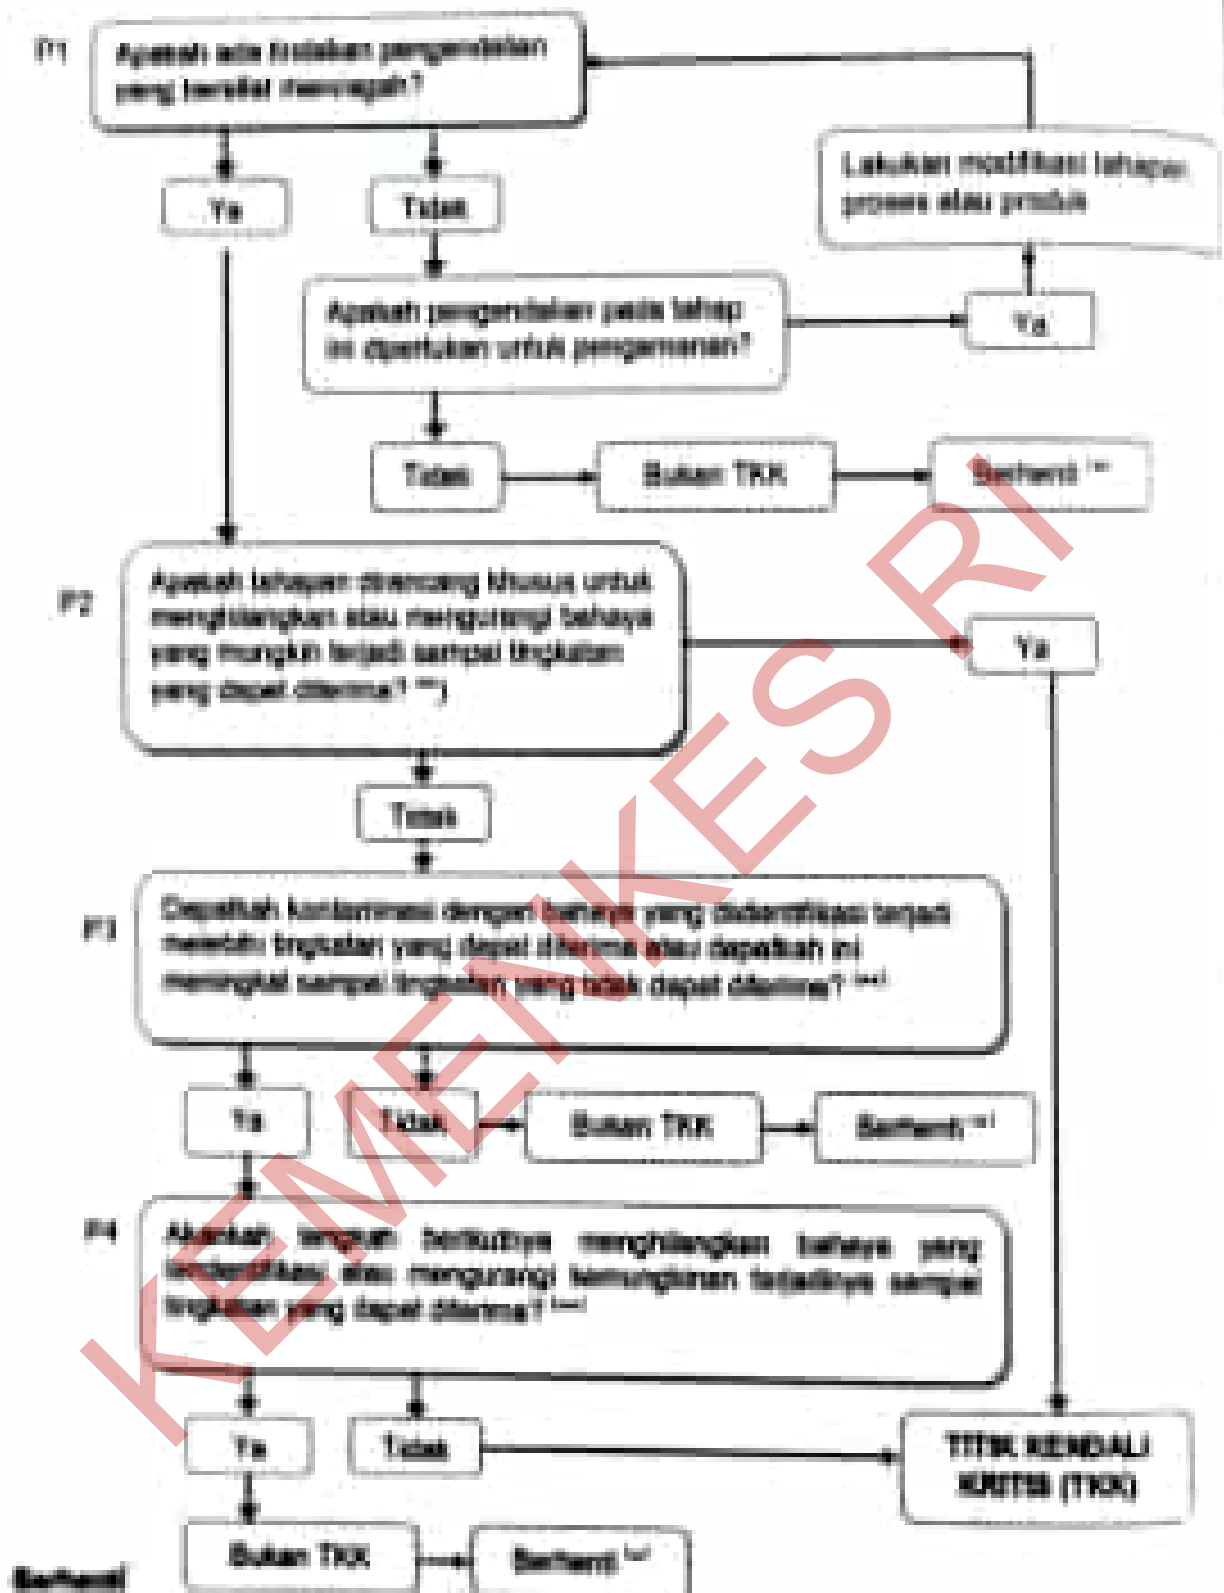 P1
Apakah ada tindakan pengendalian
yang bersifat mencegah?
Lakukan modifikasi tahapan
proses atau produk
Ya
Tidak
Apakah pengendalian pada tahap
ini diperlukan untuk pengamanan?
Ya
Tidak
Bukan TKK
Berhenti
P2
Apakah tahapan dirancang khusus untuk
menghilangkan atau mengurangi bahaya
yang mungkin terjadi sampai tingkatan
yang dapat diterima?
Ya
Tidak
P3
Dapatkah kontaminasi dengan bahaya yang diidentifikasi terjadi
melebihi tingkatan yang dapat diterima atau dapatkah ini
meningkat sampai tingkatan yang tidak dapat diterima?
Ya
Tidak
Bukan TKK
Berhenti
P4
Akankah langkah berikutnya menghilangkan bahaya yang
teridentifikasi atau mengurangi kemungkinan terjadinya sampai
tingkatan yang dapat diterima?
Ya
Tidak
TITIK KENDALI
KRITIS (TKK)
Bukan TKK
Berhenti
Berhenti
KEMENKES RI